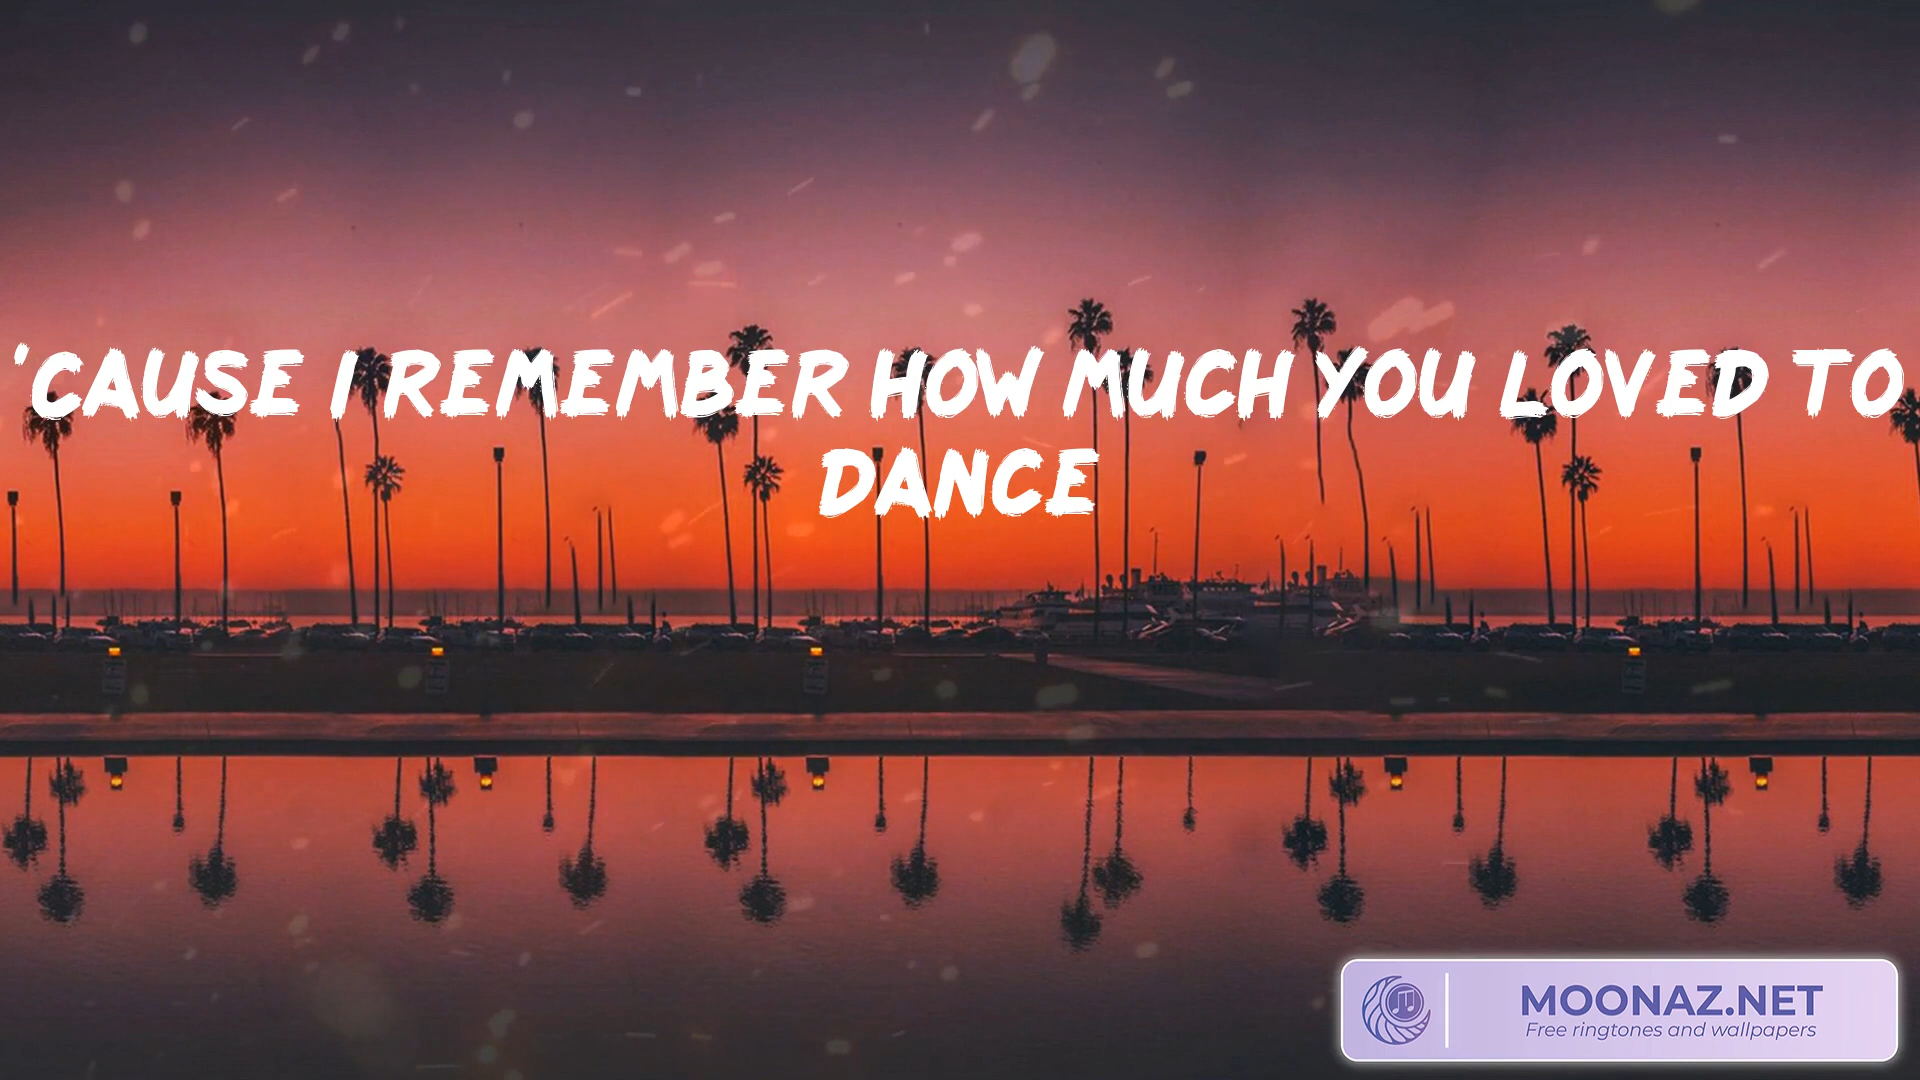 'CAUSE I REMEMBER HOW MUCH YOU LOVED TO
DANCE
MOONAZ.NET
Free ringtones and wallpapers